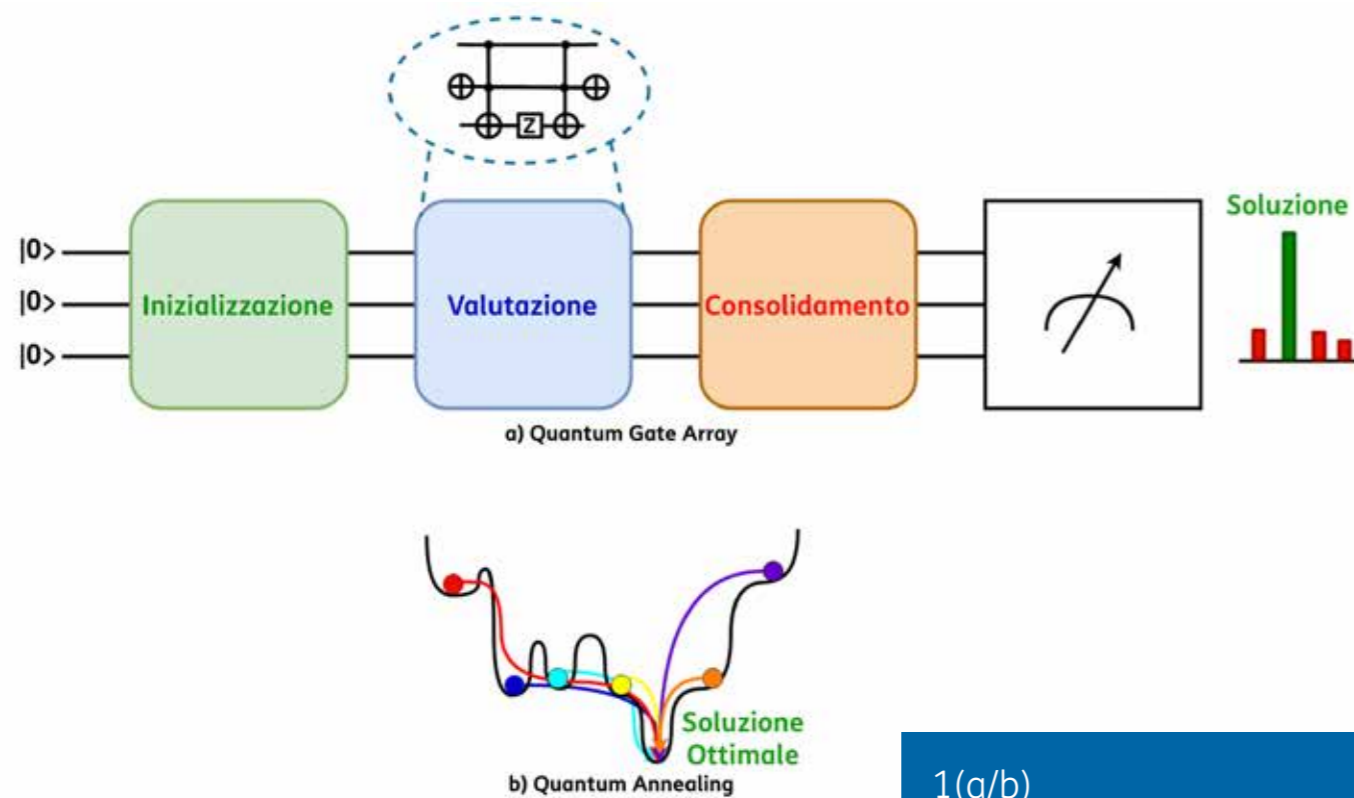 Z
|0>
|0>
|0>
Inizializzazione
Valutazione
Consolidamento
Soluzione
a) Quantum Gate Array
Soluzione
Ottimale
b) Quantum Annealing
1(a/b)